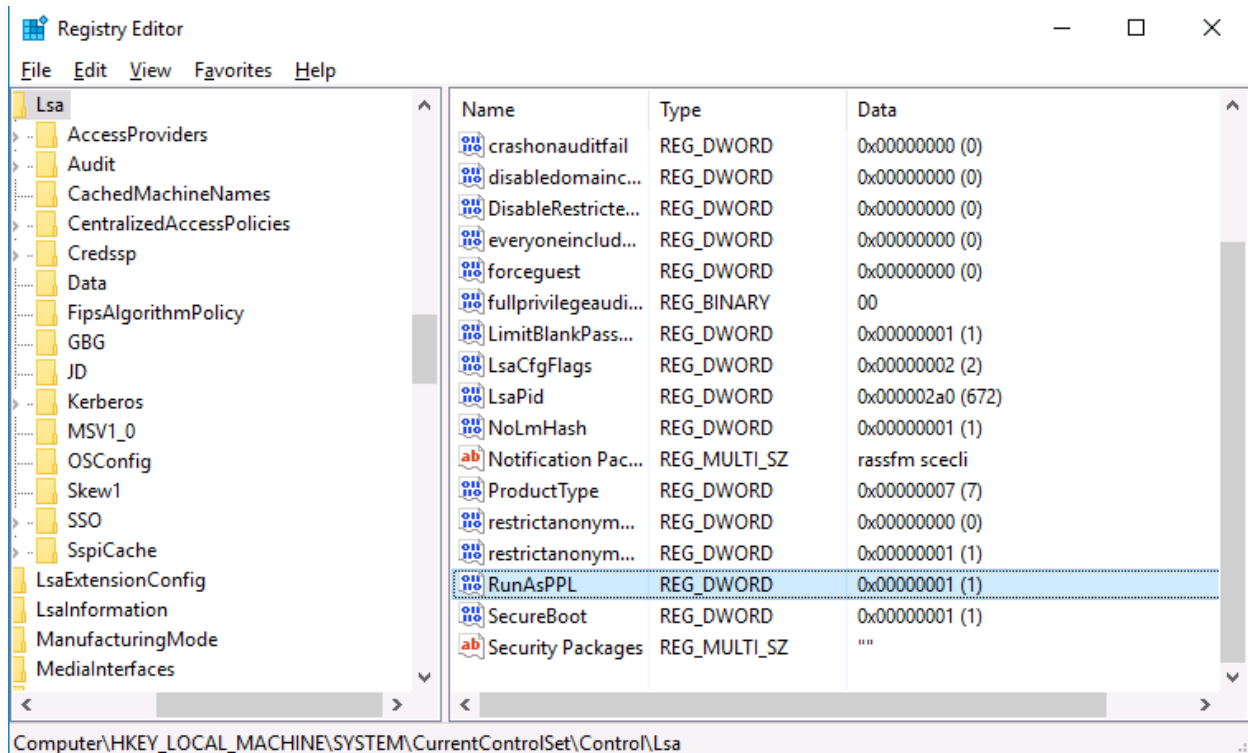 Registry Editor
File Edit View Favorites Help
Lsa
AccessProviders
Audit
CachedMachineNames
CentralizedAccessPolicies
Credssp
Data
FipsAlgorithmPolicy
GBG
JD
Kerberos
MSV1_0
OSConfig
Skew1
SSO
SspiCache
LsaExtensionConfig
LsaInformation
ManufacturingMode
MediaInterfaces
Name Type Data
crashonauditfail REG_DWORD 0x00000000 (0)
disabledomainc... REG_DWORD 0x00000000 (0)
DisableRestricte... REG_DWORD 0x00000000 (0)
everyoneinclud... REG_DWORD 0x00000000 (0)
forceguest REG_DWORD 0x00000000 (0)
fullprivilegeaudi... REG_BINARY 00
LimitBlankPass... REG_DWORD 0x00000001 (1)
LsaCfgFlags REG_DWORD 0x00000002 (2)
LsaPid REG_DWORD 0x000002a0 (672)
NoLmHash REG_DWORD 0x00000001 (1)
Notification Pac... REG_MULTI_SZ rassfm scecli
ProductType REG_DWORD 0x00000007 (7)
restrictanonym... REG_DWORD 0x00000000 (0)
restrictanonym... REG_DWORD 0x00000001 (1)
RunAsPPL REG_DWORD 0x00000001 (1)
SecureBoot REG_DWORD 0x00000001 (1)
Security Packages REG_MULTI_SZ ""
Computer\HKEY_LOCAL_MACHINE\SYSTEM\CurrentControlSet\Control\Lsa